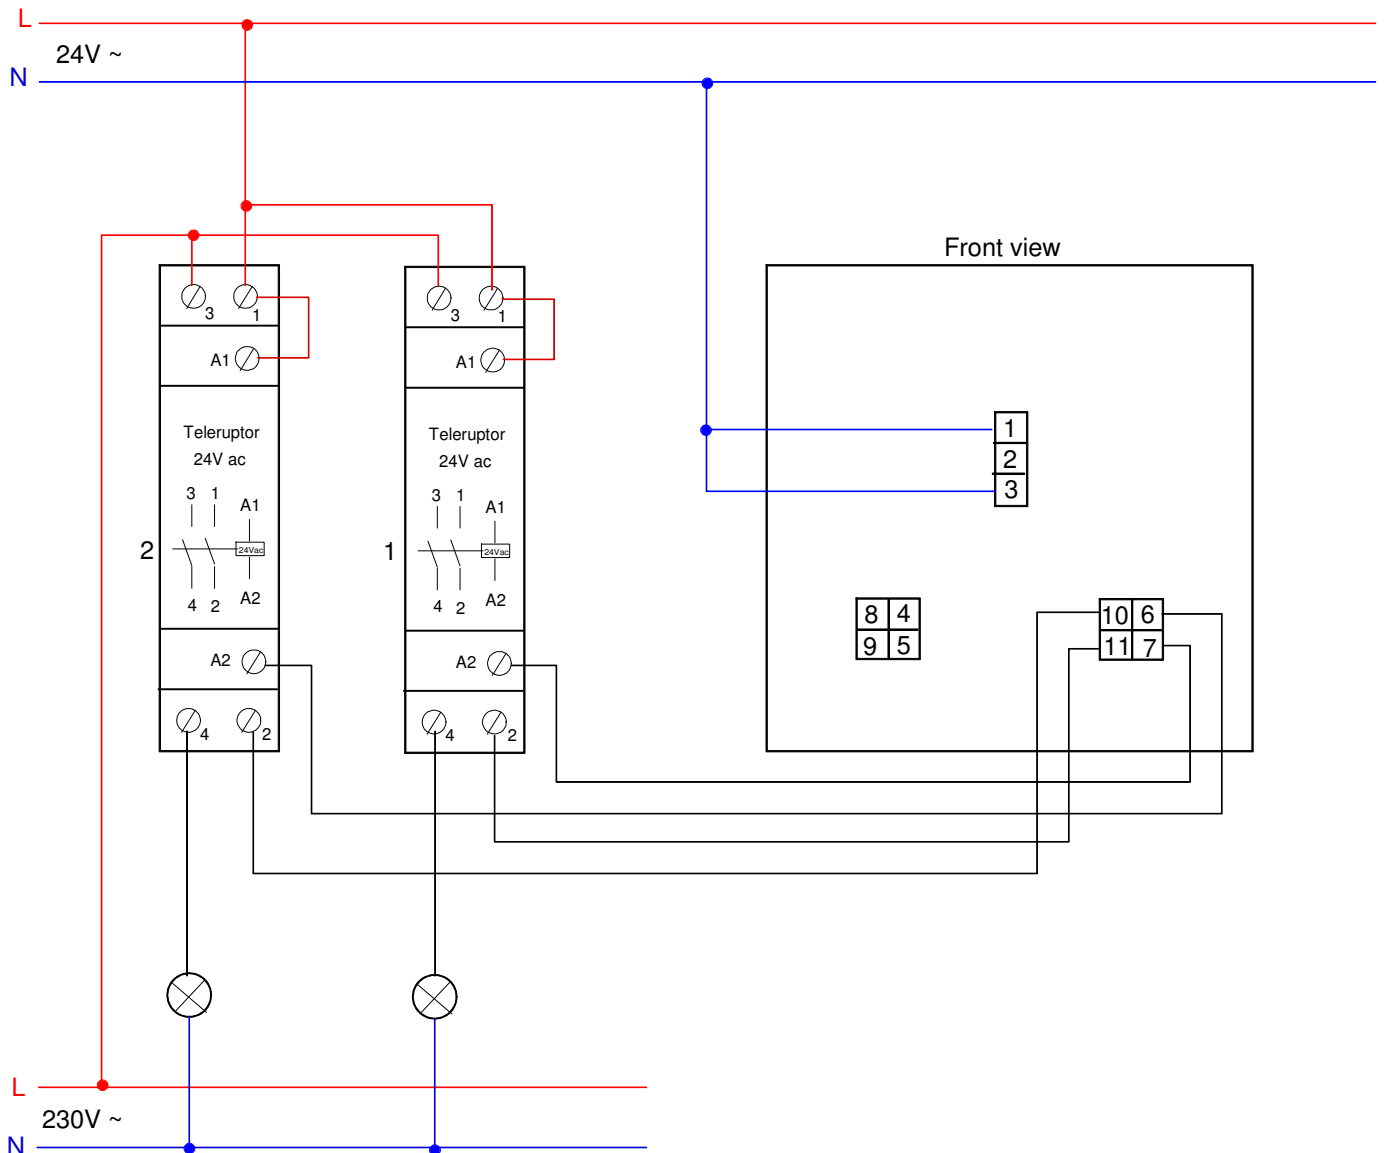 L
24V ~
N
Front view
3 1
A1
Teleruptor
24V ac
3 1
A1
24Vac
4 2
A2
2
A2
4 2
3 1
A1
Teleruptor
24V ac
3 1
A1
24Vac
4 2
A2
1
A2
4 2
1
2
3
8 4
9 5
10 6
11 7
L
230V ~
N